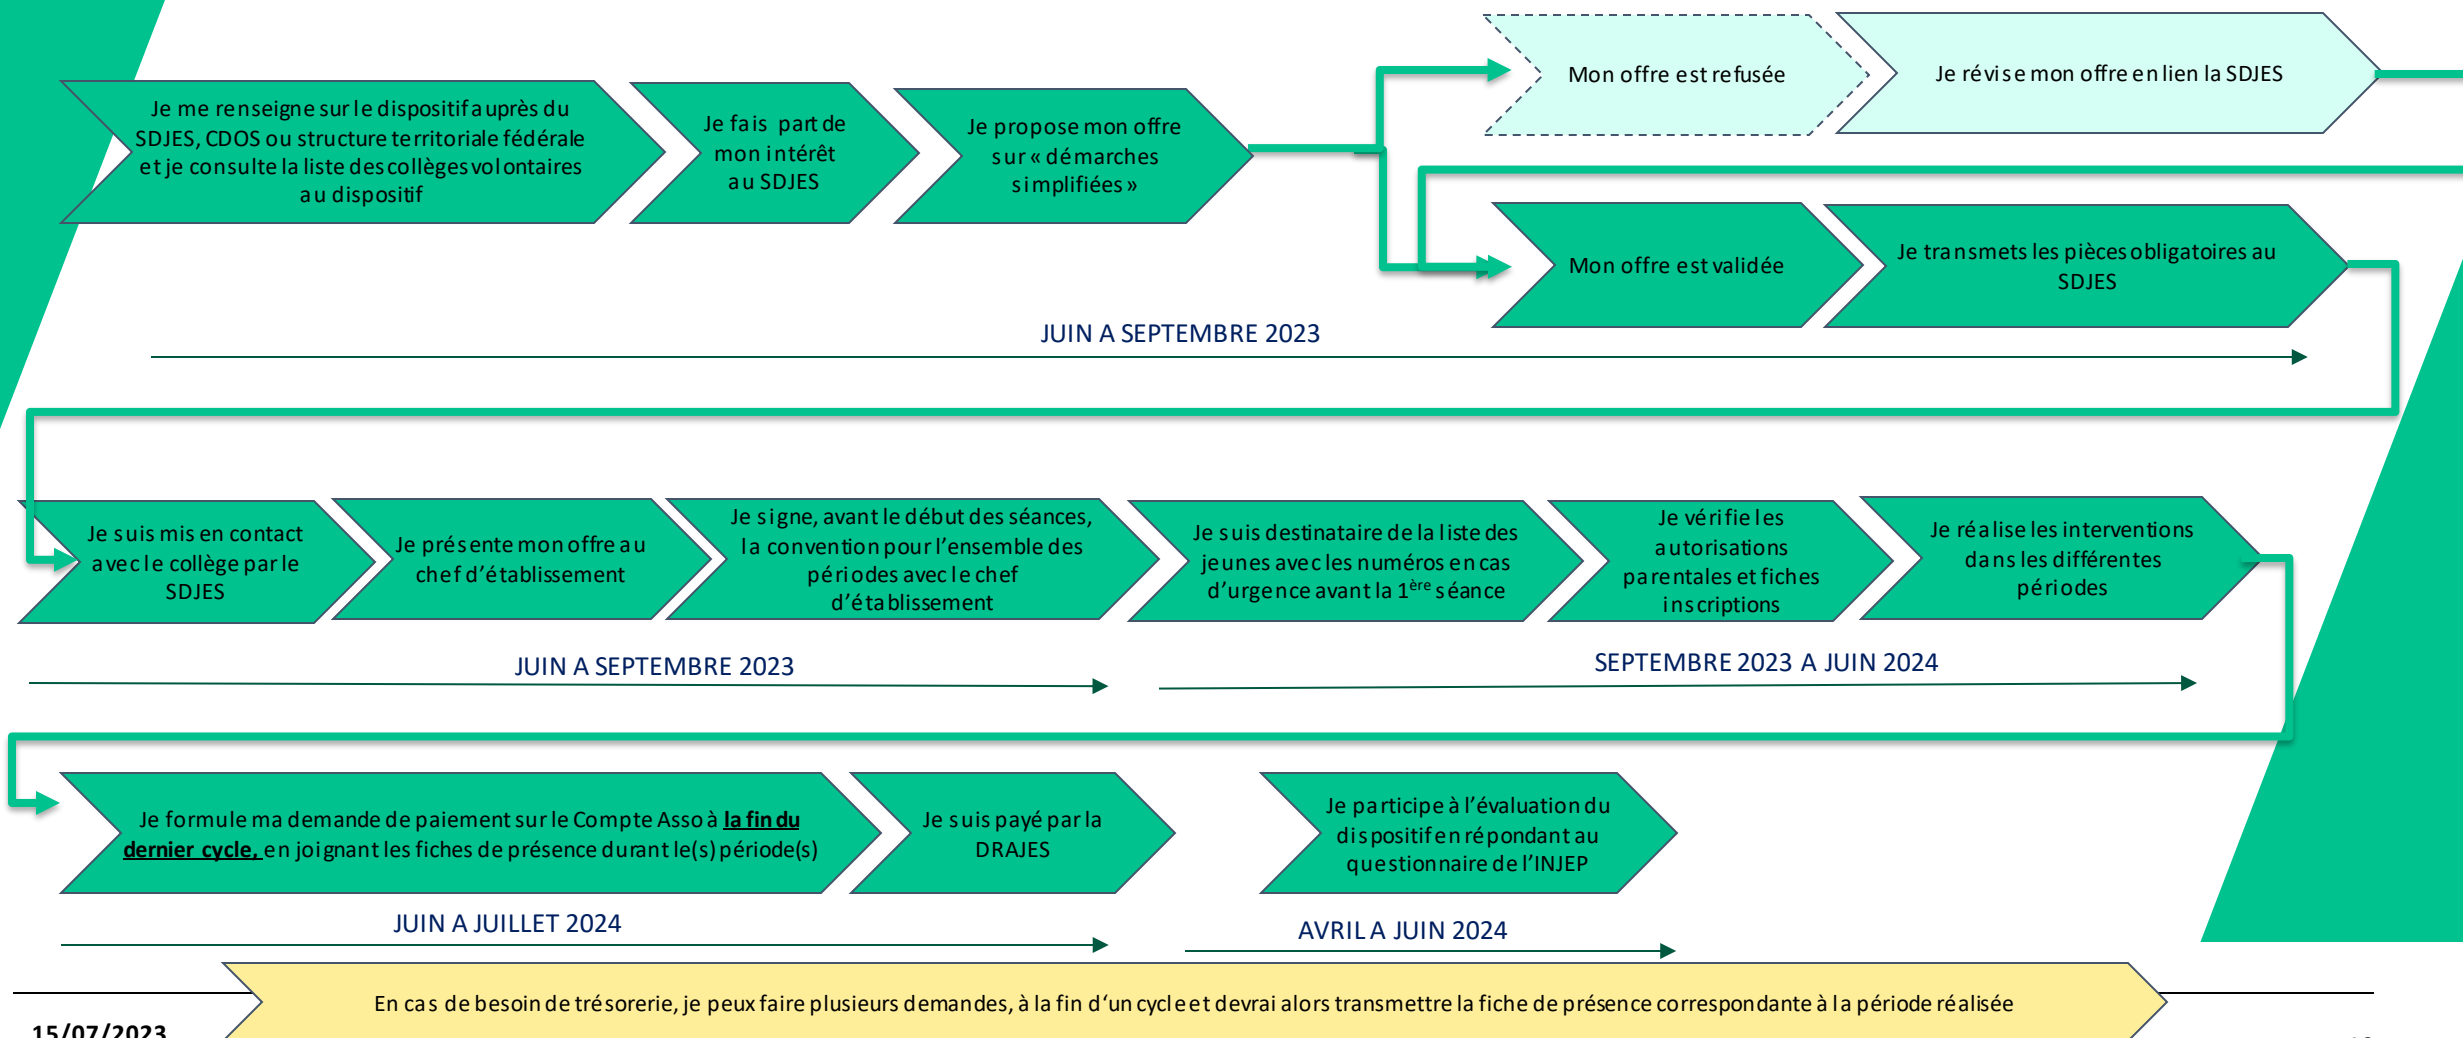 Mon offre est refusée
Je révise mon offre en lien la SDJES
Je me renseigne sur le dispositif auprès du
SDJES, CDOS ou structure territoriale fédérale
et je consulte la liste des collèges volontaires
au dispositif
Je fais part de
mon intérêt
au SDJES
Je propose mon offre
sur « démarches
simplifiées »
Mon offre est validée
Je transmets les pièces obligatoires au
SDJES
JUIN A SEPTEMBRE 2023
Je suis mis en contact
avec le collège par le
SDJES
Je présente mon offre au
chef d’établissement
Je signe, avant le début des séances,
la convention pour l’ensemble des
périodes avec le chef
d’établissement
Je suis destinataire de la liste des
jeunes avec les numéros en cas
d’urgence avant la 1ère séance
Je vérifie les
autorisations
parentales et fiches
inscriptions
Je réalise les interventions
dans les différentes
périodes
JUIN A SEPTEMBRE 2023
SEPTEMBRE 2023 A JUIN 2024
Je formule ma demande de paiement sur le Compte Asso à la fin du
dernier cycle, en joignant les fiches de présence durant le(s) période(s)
Je suis payé par la
DRAJES
Je participe à l’évaluation du
dispositif en répondant au
questionnaire de l’INJEP
JUIN A JUILLET 2024
AVRIL A JUIN 2024
En cas de besoin de trésorerie, je peux faire plusieurs demandes, à la fin d‘un cycle et devrai alors transmettre la fiche de présence correspondante à la période réalisée
15/07/2023